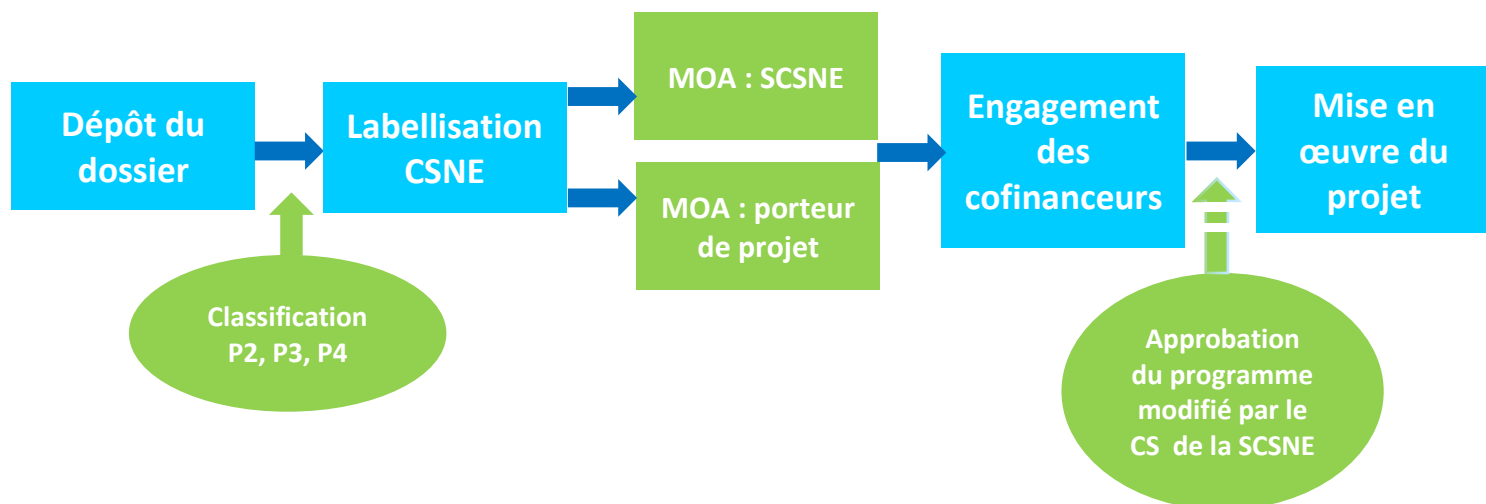 Dépôt du
dossier
Labellisation
CSNE
MOA : SCSNE
MOA : porteur
de projet
Engagement
des
cofinanceurs
Mise en
œuvre du
projet
Classification
P2, P3, P4
Approbation
du programme
modifié par le
CS de la SCSNE